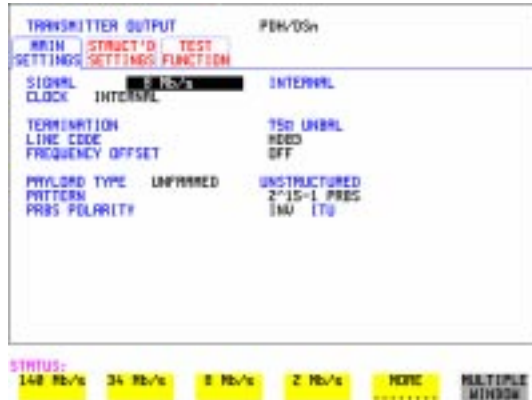 TRANSMITTER OUTPUT PDH/DSn
MAIN SETTINGS STRUCT'D SETTINGS TEST FUNCTION
SIGNAL 8 Mb/s INTERNAL
CLOCK INTERNAL
TERMINATION 75Ω UNBAL
LINE CODE HDB3
FREQUENCY OFFSET OFF
PAYLOAD TYPE UNFRAMED UNSTRUCTURED
PATTERN 2^15-1 PRBS
PRBS POLARITY INV ITU
STATUS:
140 Mb/s 34 Mb/s 8 Mb/s 2 Mb/s MORE MULTIPLE WINDOW